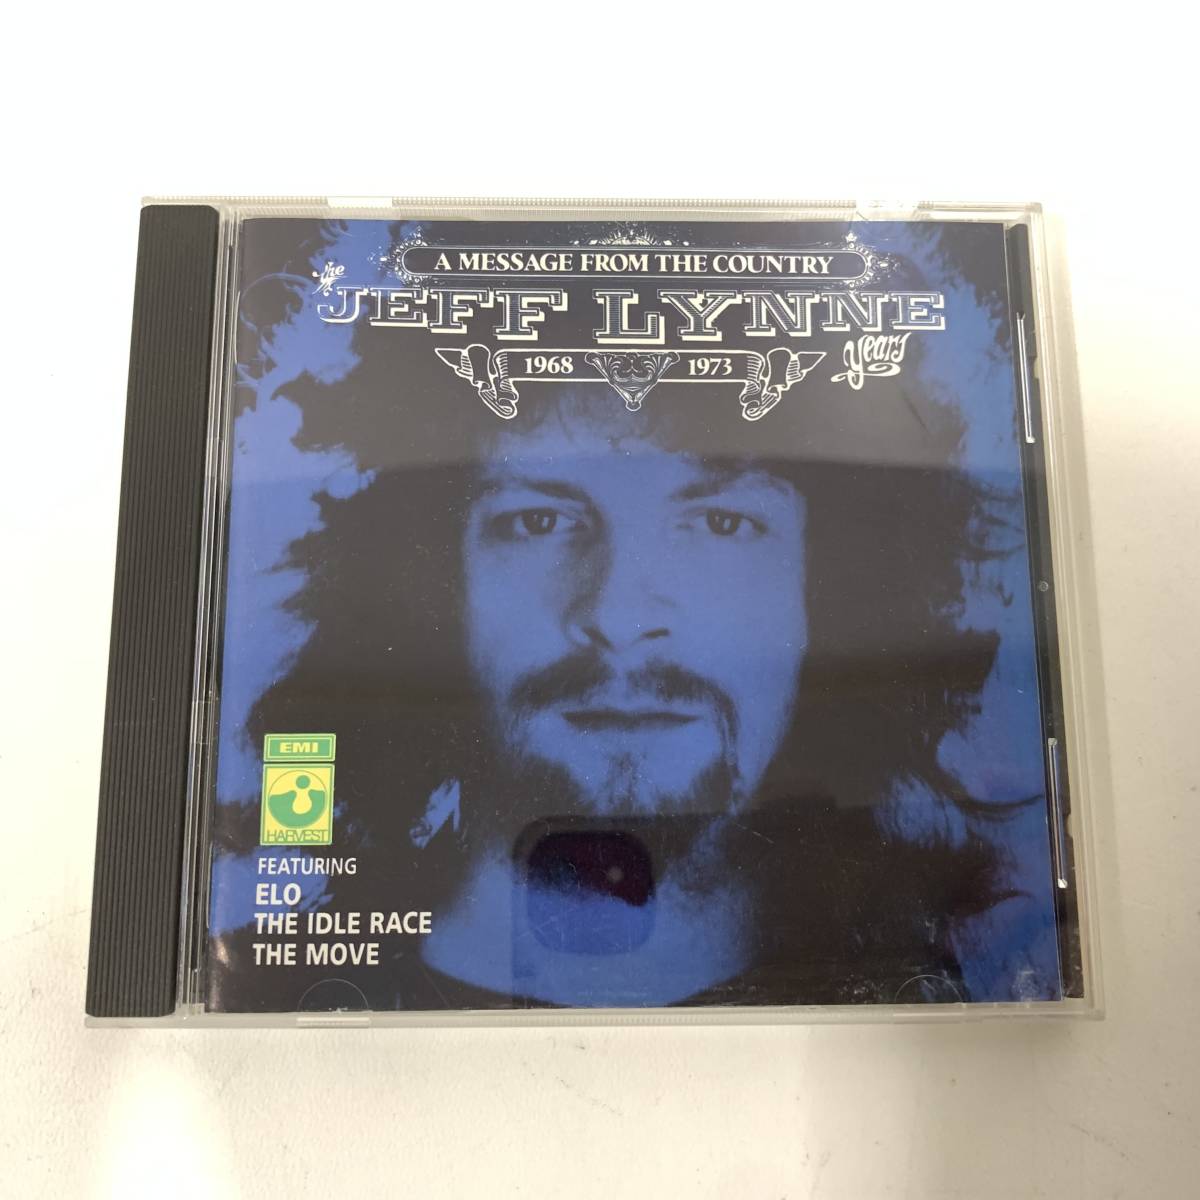 A MESSAGE FROM THE COUNTRY
the
JEFF LYNNE
years
1968 1973
EMI
HARVEST
FEATURING
ELO
THE IDLE RACE
THE MOVE